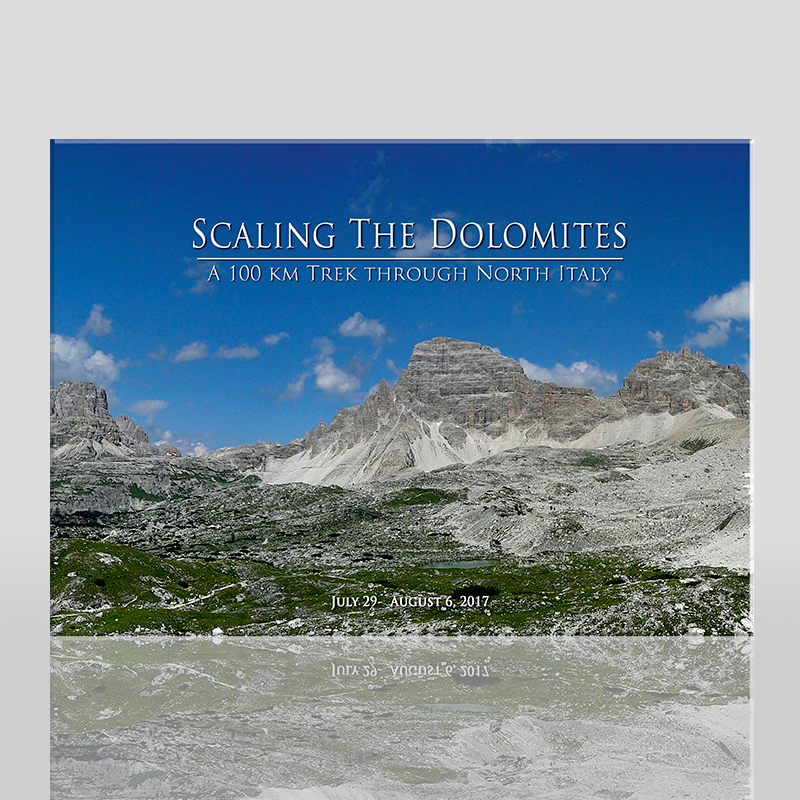 Scaling The Dolomites
A 100 km Trek through North Italy
July 29- August 6, 2017